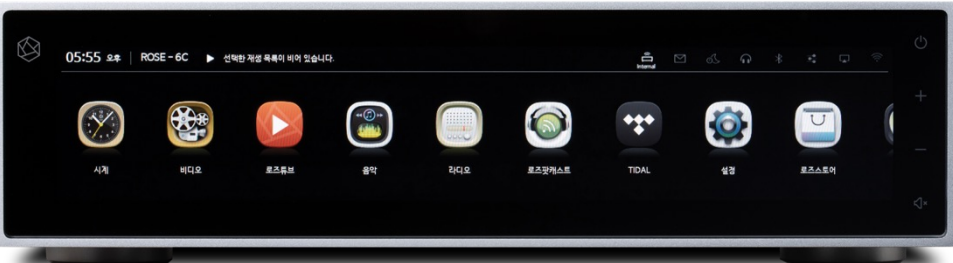 05:55 오후 ROSE-6C 선택한 재생 목록이 비어 있습니다.
Internal
시계 비디오 로즈튜브 음악 라디오 로즈팟캐스트 TIDAL 설정 로즈스토어